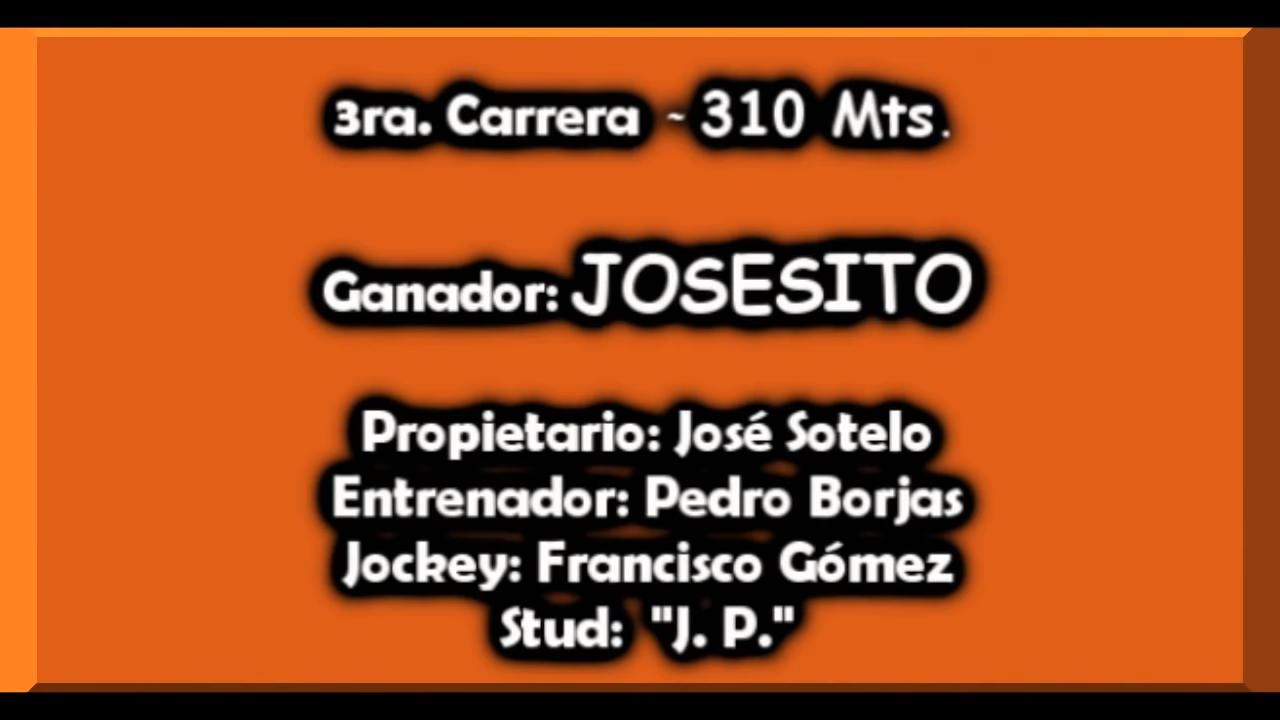 3ra. Carrera - 310 Mts.
Ganador: JOSESITO
Propietario: José Sotelo
Entrenador: Pedro Borjas
Jockey: Francisco Gómez
Stud: "J. P."